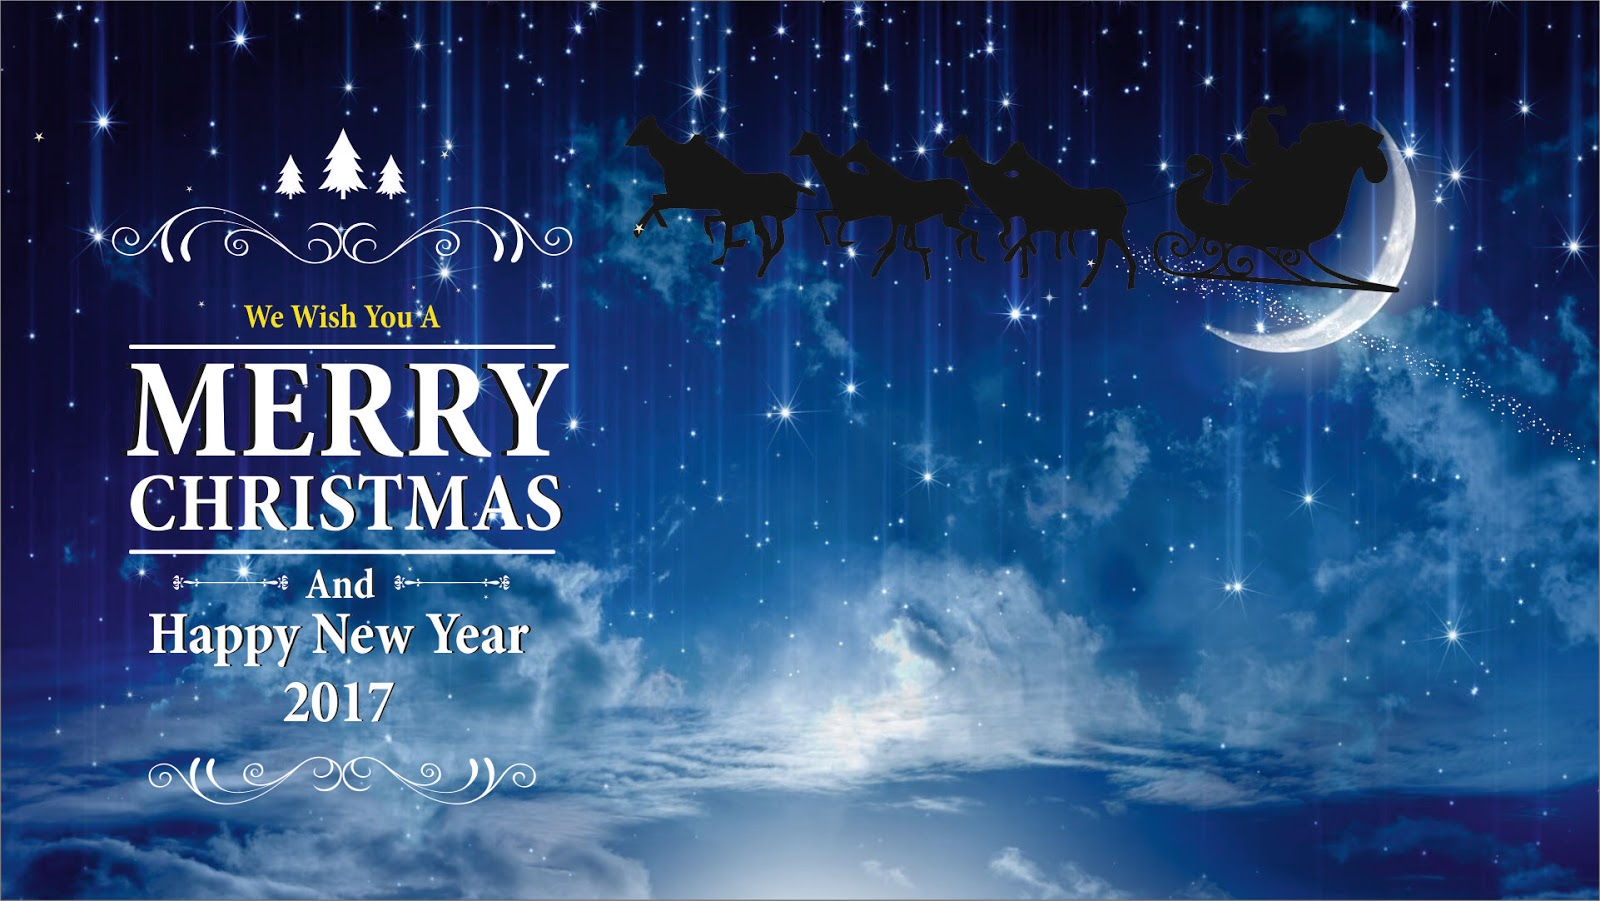 We Wish You A
MERRY
CHRISTMAS
And
Happy New Year
2017